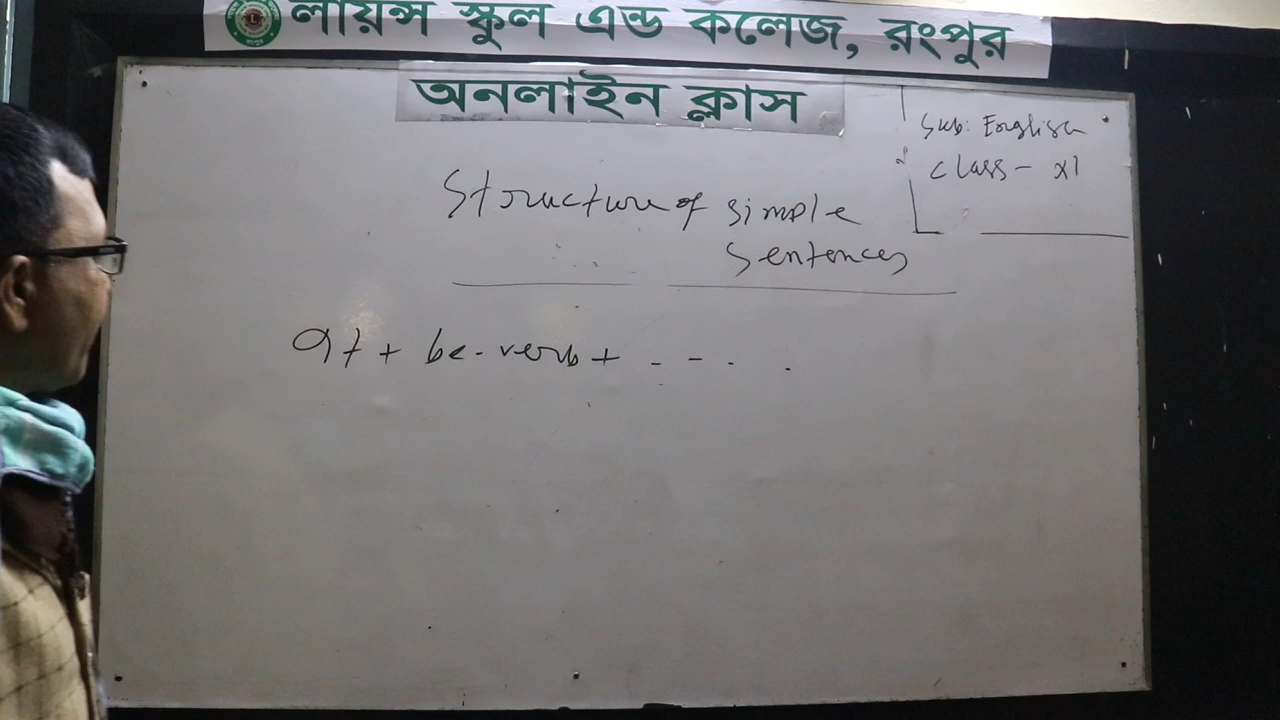 লায়ন্স স্কুল এন্ড কলেজ, রংপুর
অনলাইন ক্লাস
Sub: English
class - XI
Structure of simple
sentences
It + be-verb + - - - .